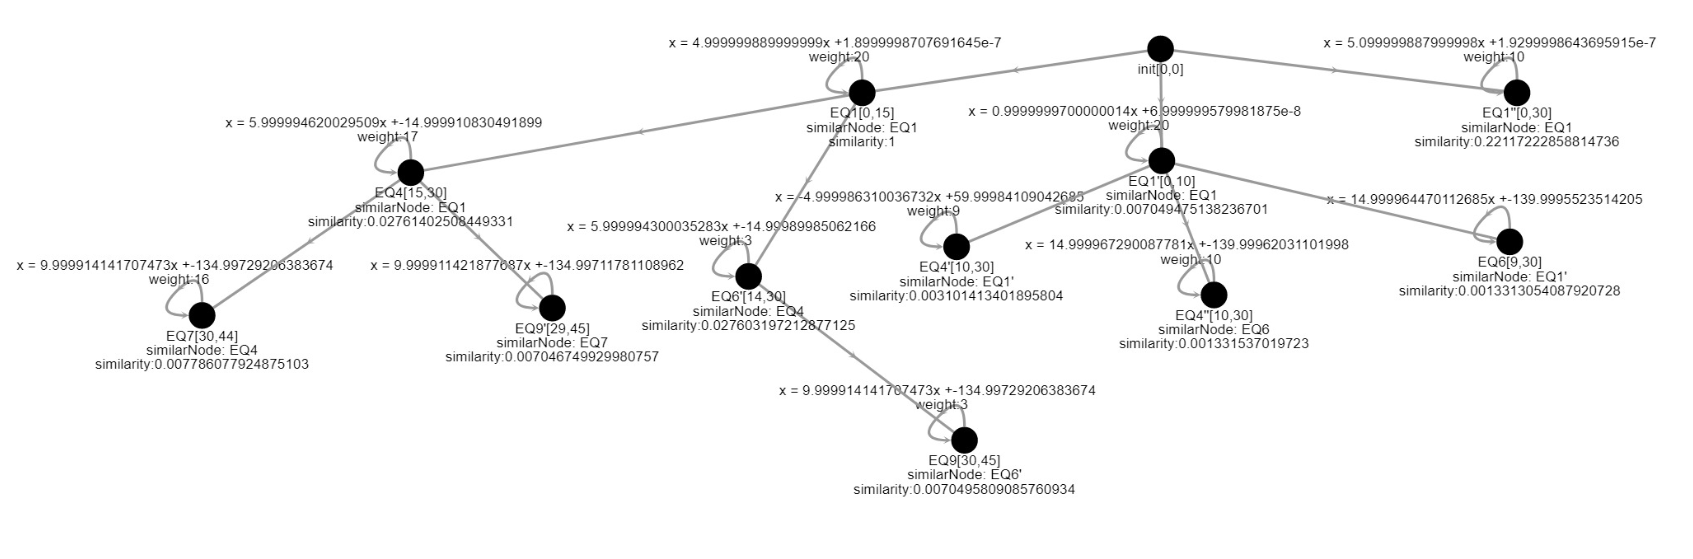 x = 4.999999889999999x +1.8999998707691645e-7
weight:20
init[0,0]
x = 5.099999887999998x +1.9299998643695915e-7
weight:10
EQ1[0,15]
similarNode: EQ1
similarity:1
EQ1''[0,30]
similarNode: EQ1
similarity:0.22117222858814736
x = 0.9999999700000014x +6.999999579981875e-8
weight:20
x = 5.999994620029509x +-14.999910830491899
weight:17
EQ4[15,30]
similarNode: EQ1
similarity:0.02761402508449331
EQ1'[0,10]
similarNode: EQ1
similarity:0.007049475138236701
x = -4.999986310036732x +59.99984109042685
weight:9
x = 14.999964470112685x +-139.9995523514205
x = 5.999994300035283x +-14.99989985062166
weight:3
x = 14.999967290087781x +-139.99962031101998
weight:10
EQ4'[10,30]
similarNode: EQ1'
similarity:0.003101413401895804
EQ6[9,30]
similarNode: EQ1'
similarity:0.0013313054087920728
x = 9.999914141707473x +-134.99729206383674
weight:16
x = 9.999911421877687x +-134.99711781108962
EQ6'[14,30]
similarNode: EQ4
similarity:0.027603197212877125
EQ4''[10,30]
similarNode: EQ6
similarity:0.001331537019723
EQ7[30,44]
similarNode: EQ4
similarity:0.007786077924875103
EQ9'[29,45]
similarNode: EQ7
similarity:0.007046749929980757
x = 9.999914141707473x +-134.99729206383674
weight:3
EQ9[30,45]
similarNode: EQ6'
similarity:0.0070495809085760934